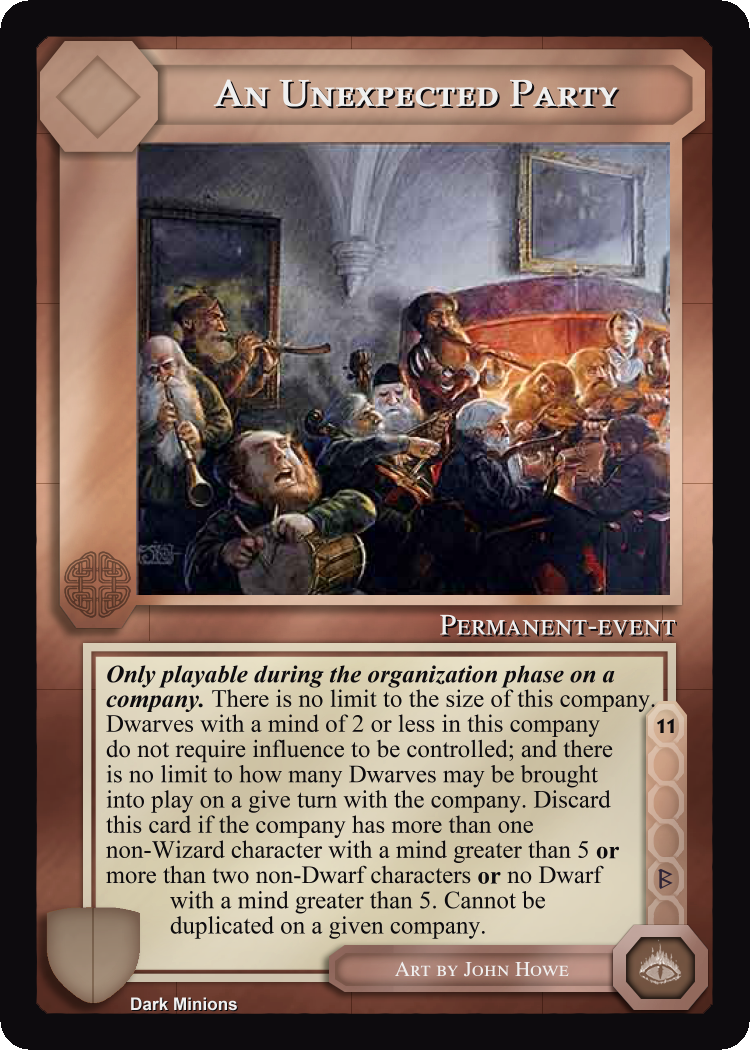 An Unexpected Party
Permanent-event
Only playable during the organization phase on a
company. There is no limit to the size of this company.
Dwarves with a mind of 2 or less in this company
do not require influence to be controlled; and there
is no limit to how many Dwarves may be brought
into play on a give turn with the company. Discard
this card if the company has more than one
non-Wizard character with a mind greater than 5 or
more than two non-Dwarf characters or no Dwarf
with a mind greater than 5. Cannot be
duplicated on a given company.
11
ᛒ
Art by John Howe
Dark Minions